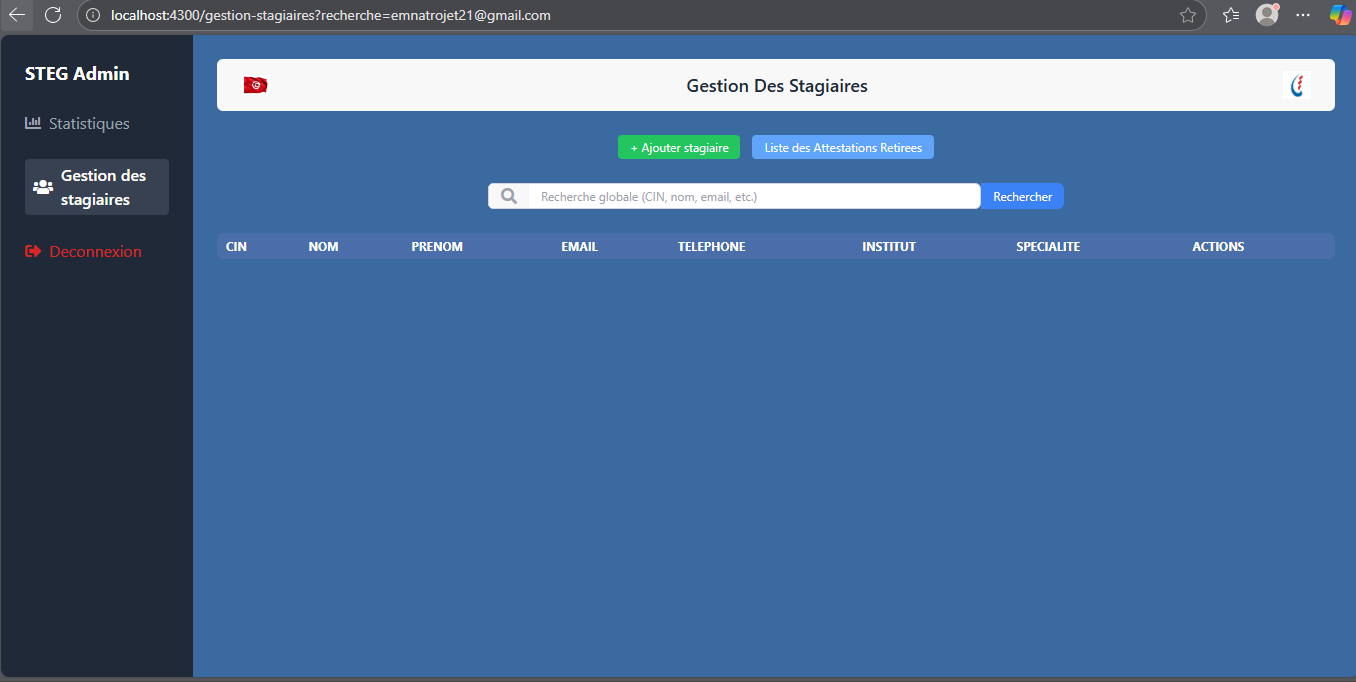 localhost:4300/gestion-stagiaires?recherche=emnatrojet21@gmail.com
STEG Admin
Statistiques
Gestion des
stagiaires
Deconnexion
Gestion Des Stagiaires
+ Ajouter stagiaire
Liste des Attestations Retirees
Recherche globale (CIN, nom, email, etc.)
Rechercher
CIN NOM PRENOM EMAIL TELEPHONE INSTITUT SPECIALITE ACTIONS